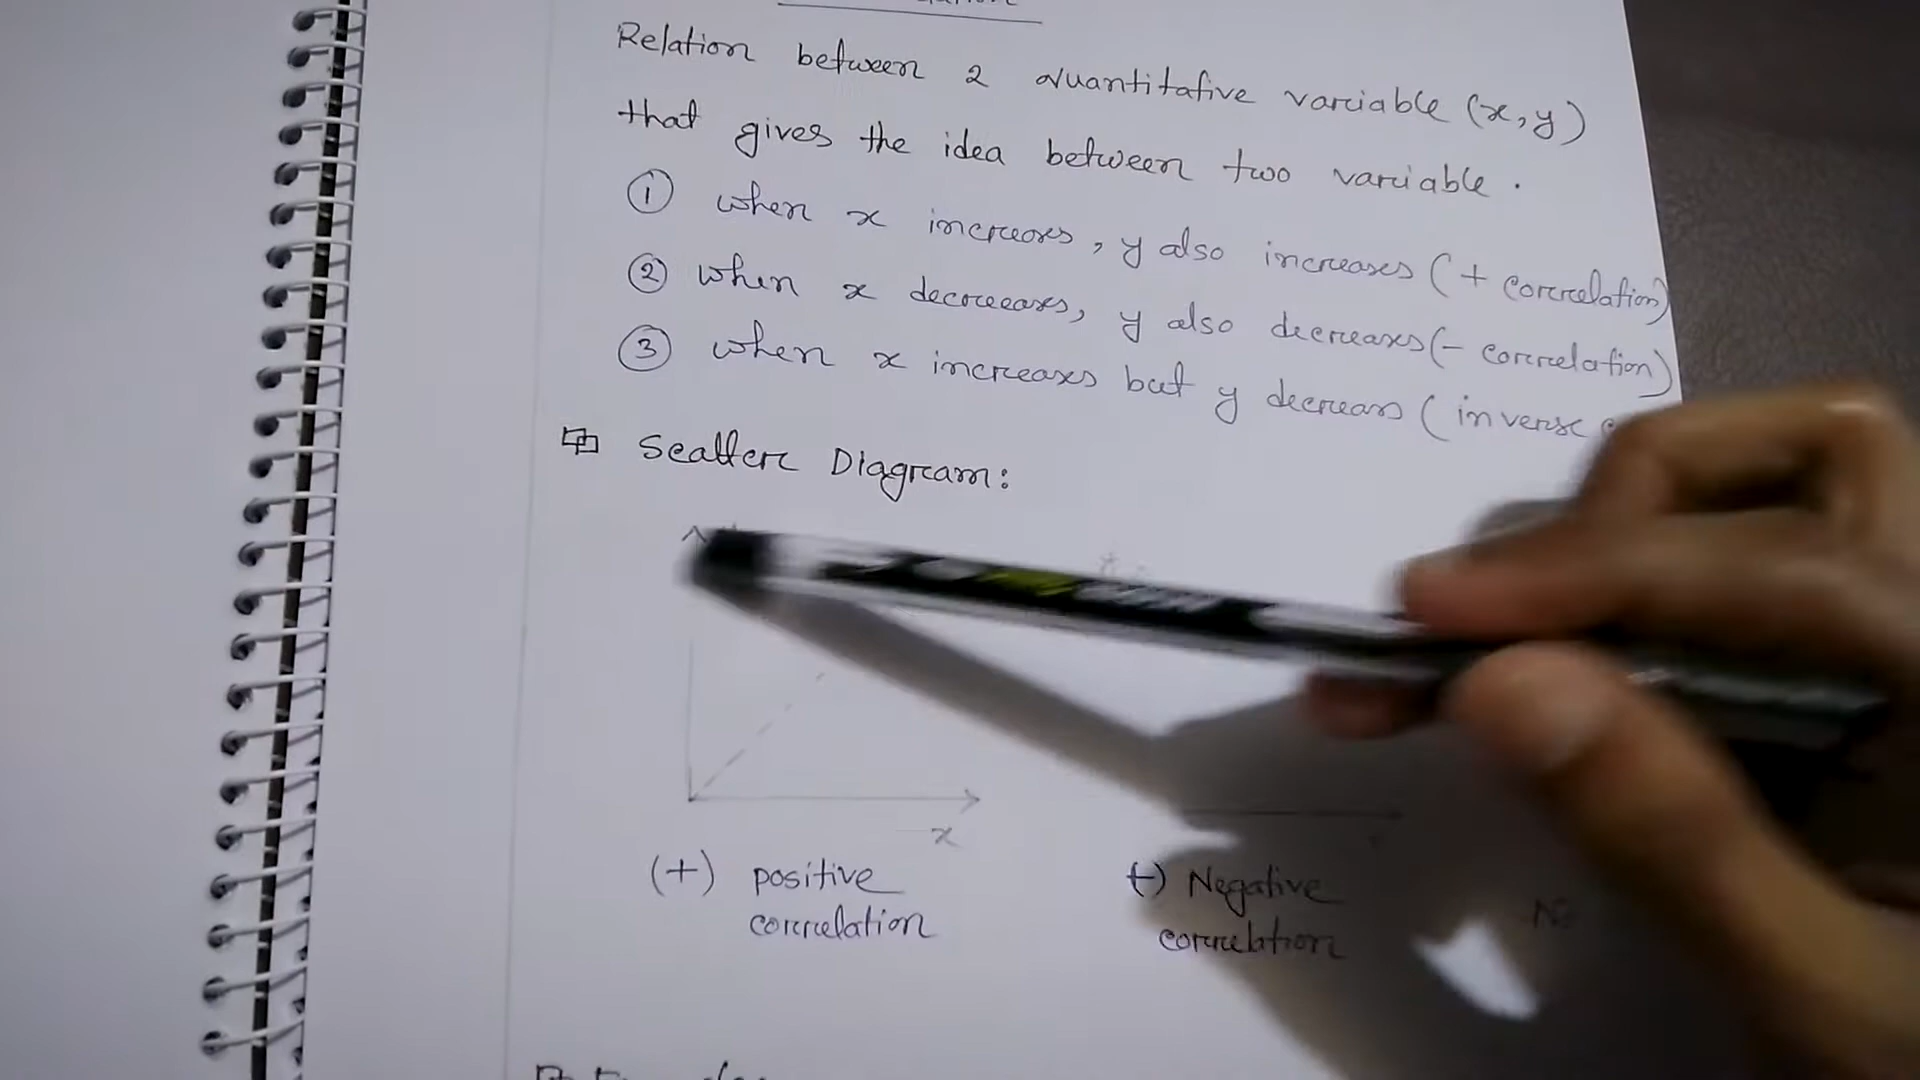 Relation between 2 quantitative variable (x, y)
that gives the idea between two variable.
① when x increases, y also increases (+ correlation)
② when x decreases, y also decreases (- correlation)
③ when x increases but y decreases (inverse
Scatter Diagram:
x
(+) positive
correlation
(-) Negative
correlation